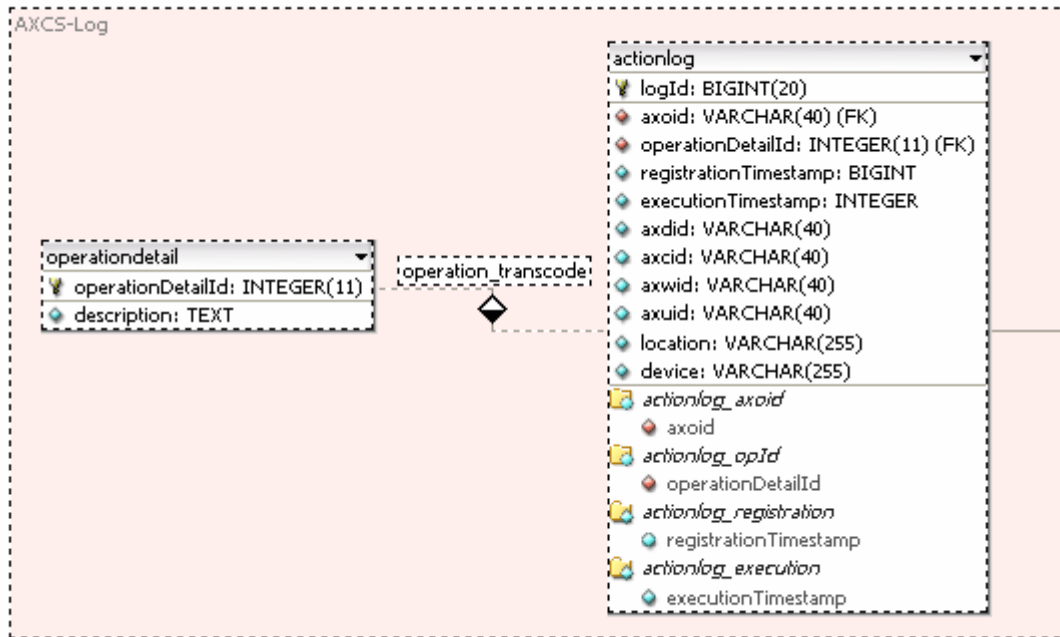 AXCS-Log
operationdetail
operationDetailId: INTEGER(11)
description: TEXT
operation_transcode
actionlog
logId: BIGINT(20)
axoid: VARCHAR(40) (FK)
operationDetailId: INTEGER(11) (FK)
registrationTimestamp: BIGINT
executionTimestamp: INTEGER
axdid: VARCHAR(40)
axcid: VARCHAR(40)
axwid: VARCHAR(40)
axuid: VARCHAR(40)
location: VARCHAR(255)
device: VARCHAR(255)
actionlog_axoid
axoid
actionlog_opId
operationDetailId
actionlog_registration
registrationTimestamp
actionlog_execution
executionTimestamp